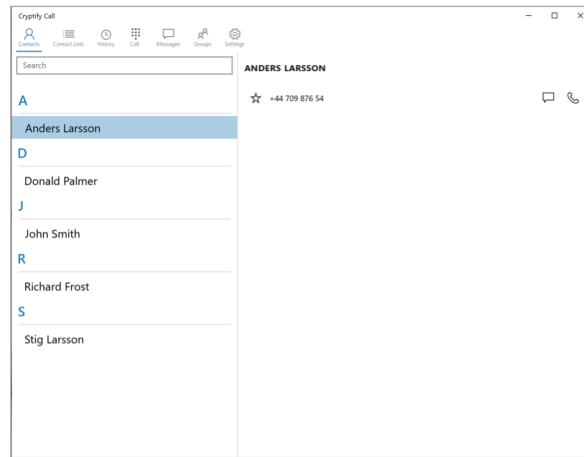 Cryptify Call
Contacts Contact Lists History Call Messages Groups Settings
Search
A
Anders Larsson
D
Donald Palmer
J
John Smith
R
Richard Frost
S
Stig Larsson
ANDERS LARSSON
+44 709 876 54